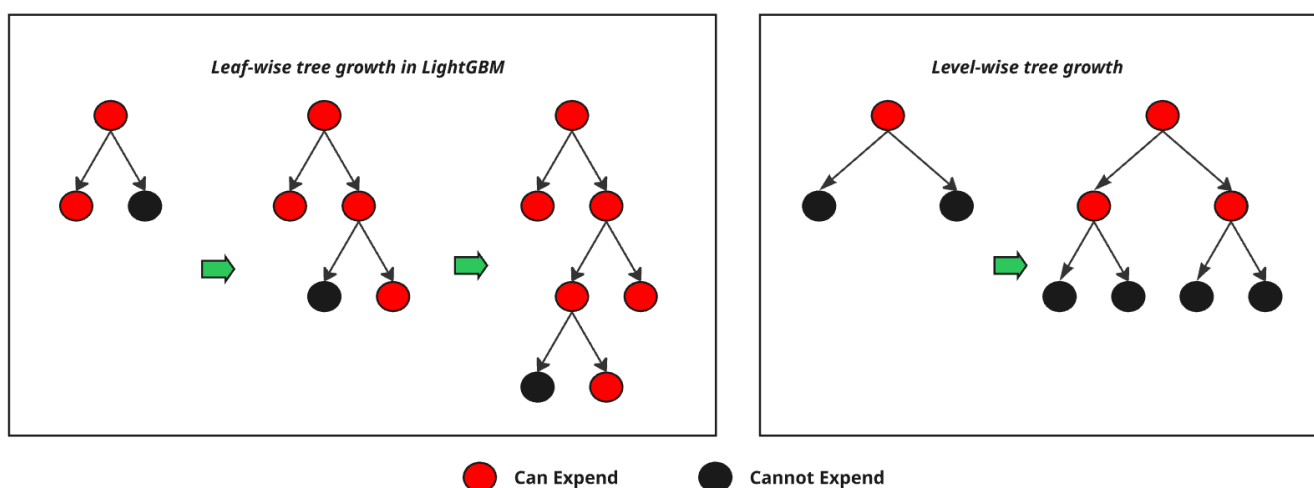 Leaf-wise tree growth in LightGBM
Level-wise tree growth
Can Expend
Cannot Expend